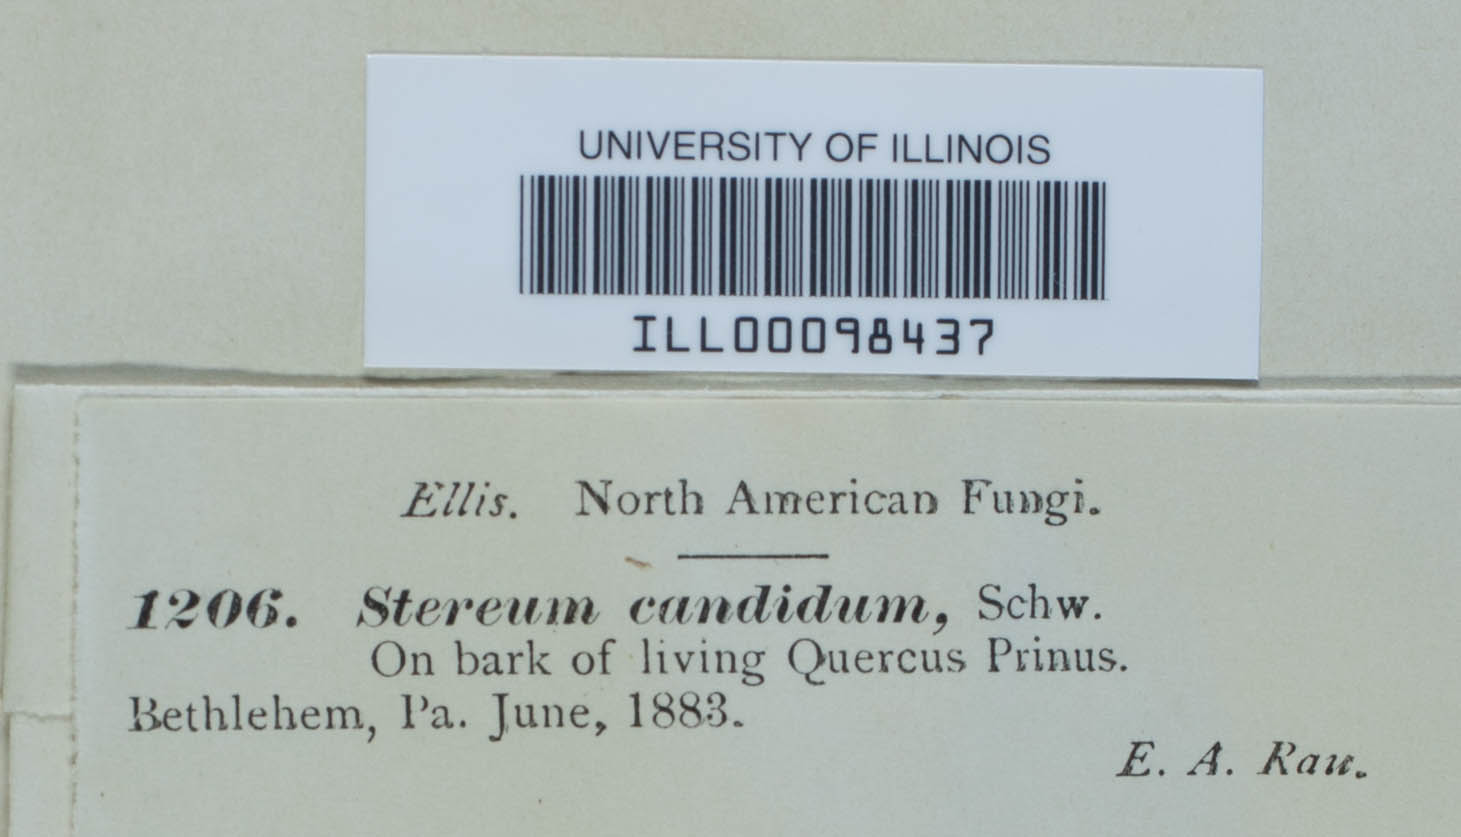 UNIVERSITY OF ILLINOIS
ILL00098437
Ellis. North American Fungi.
1206. Stereum candidum, Schw.
On bark of living Quercus Prinus.
Bethlehem, Pa. June, 1883.
E. A. Rau.